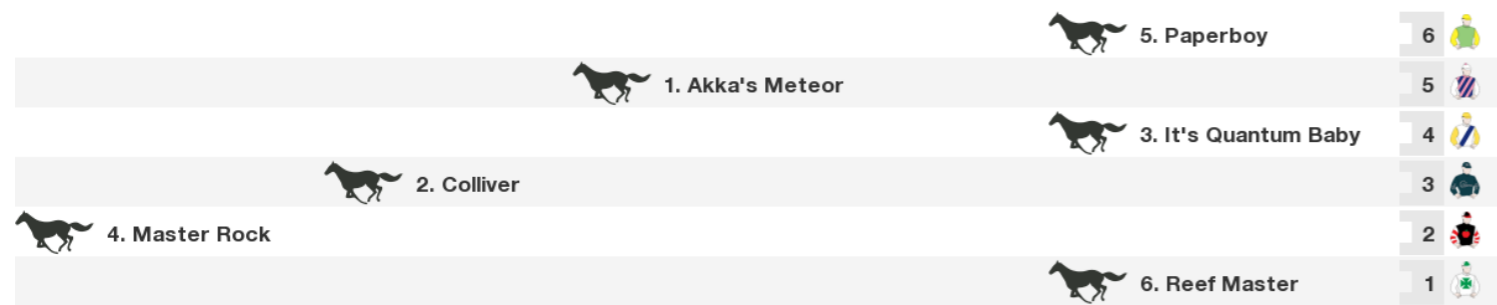 5. Paperboy 6
1. Akka's Meteor 5
3. It's Quantum Baby 4
2. Colliver 3
4. Master Rock 2
6. Reef Master 1